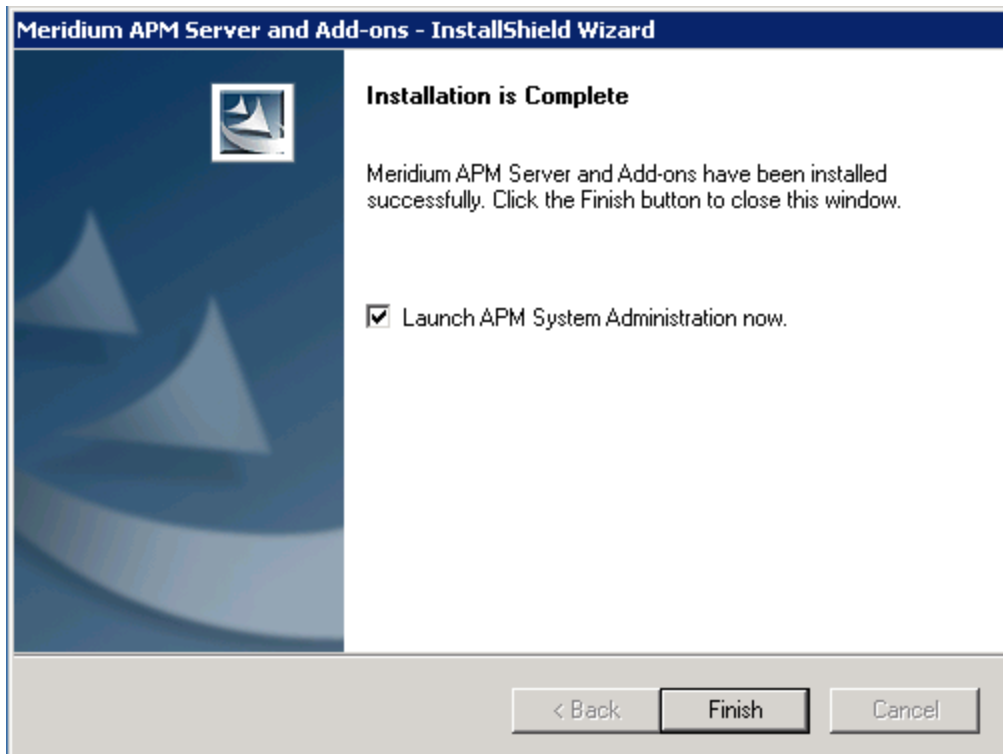 Meridium APM Server and Add-ons - InstallShield Wizard
Installation is Complete
Meridium APM Server and Add-ons have been installed
successfully. Click the Finish button to close this window.
Launch APM System Administration now.
< Back Finish Cancel